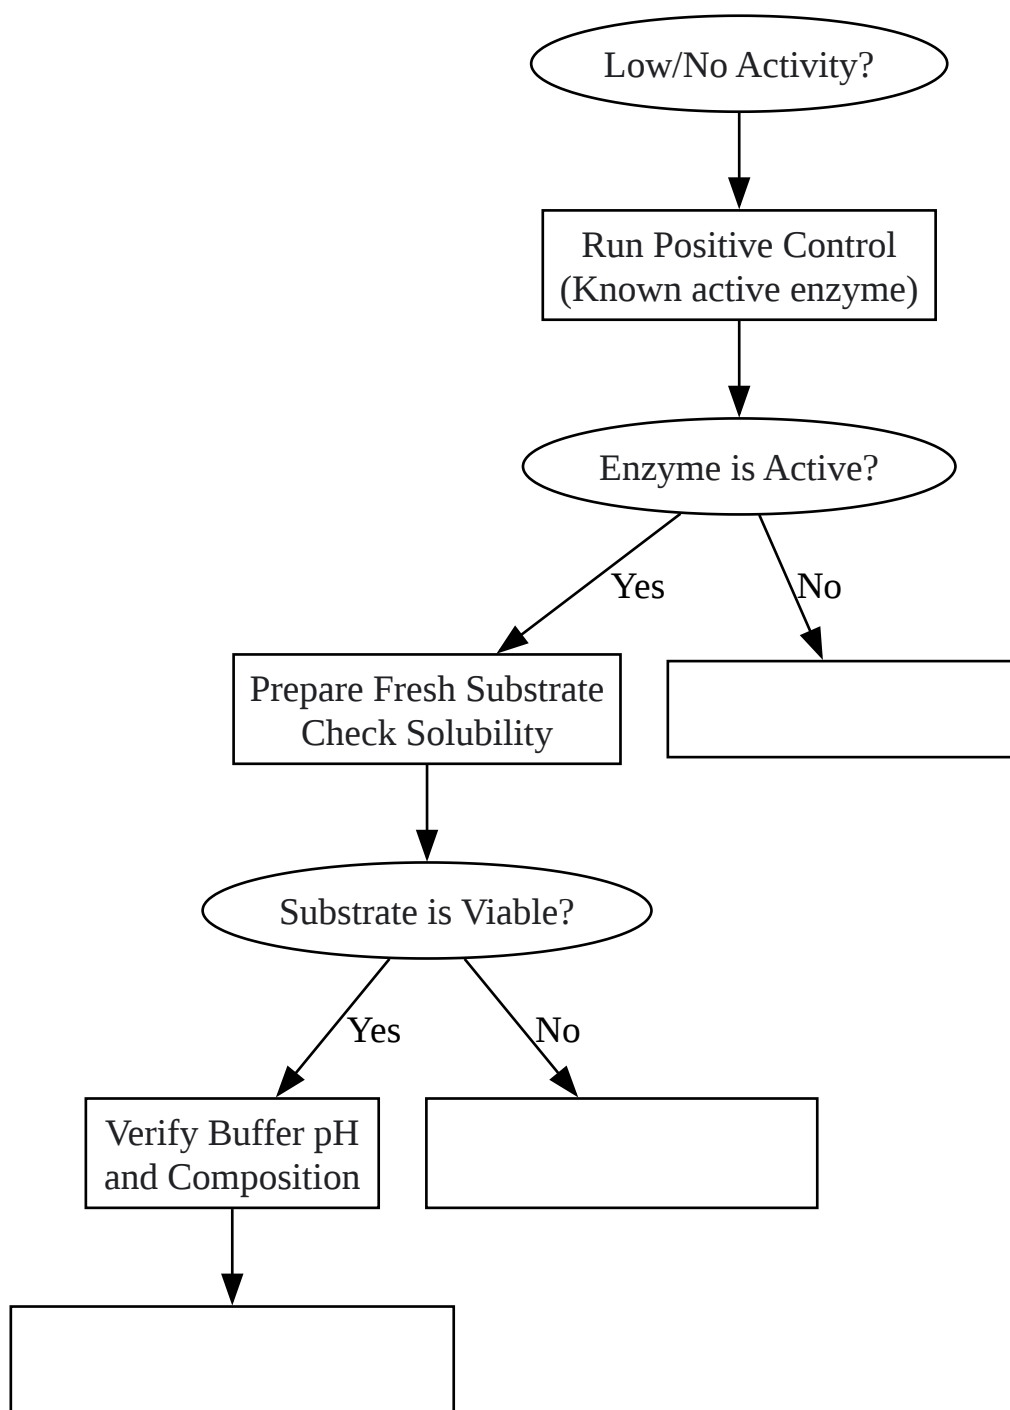 Low/No Activity?
Run Positive Control
(Known active enzyme)
Enzyme is Active?
Yes
No
Prepare Fresh Substrate
Check Solubility
Substrate is Viable?
Yes
No
Verify Buffer pH
and Composition